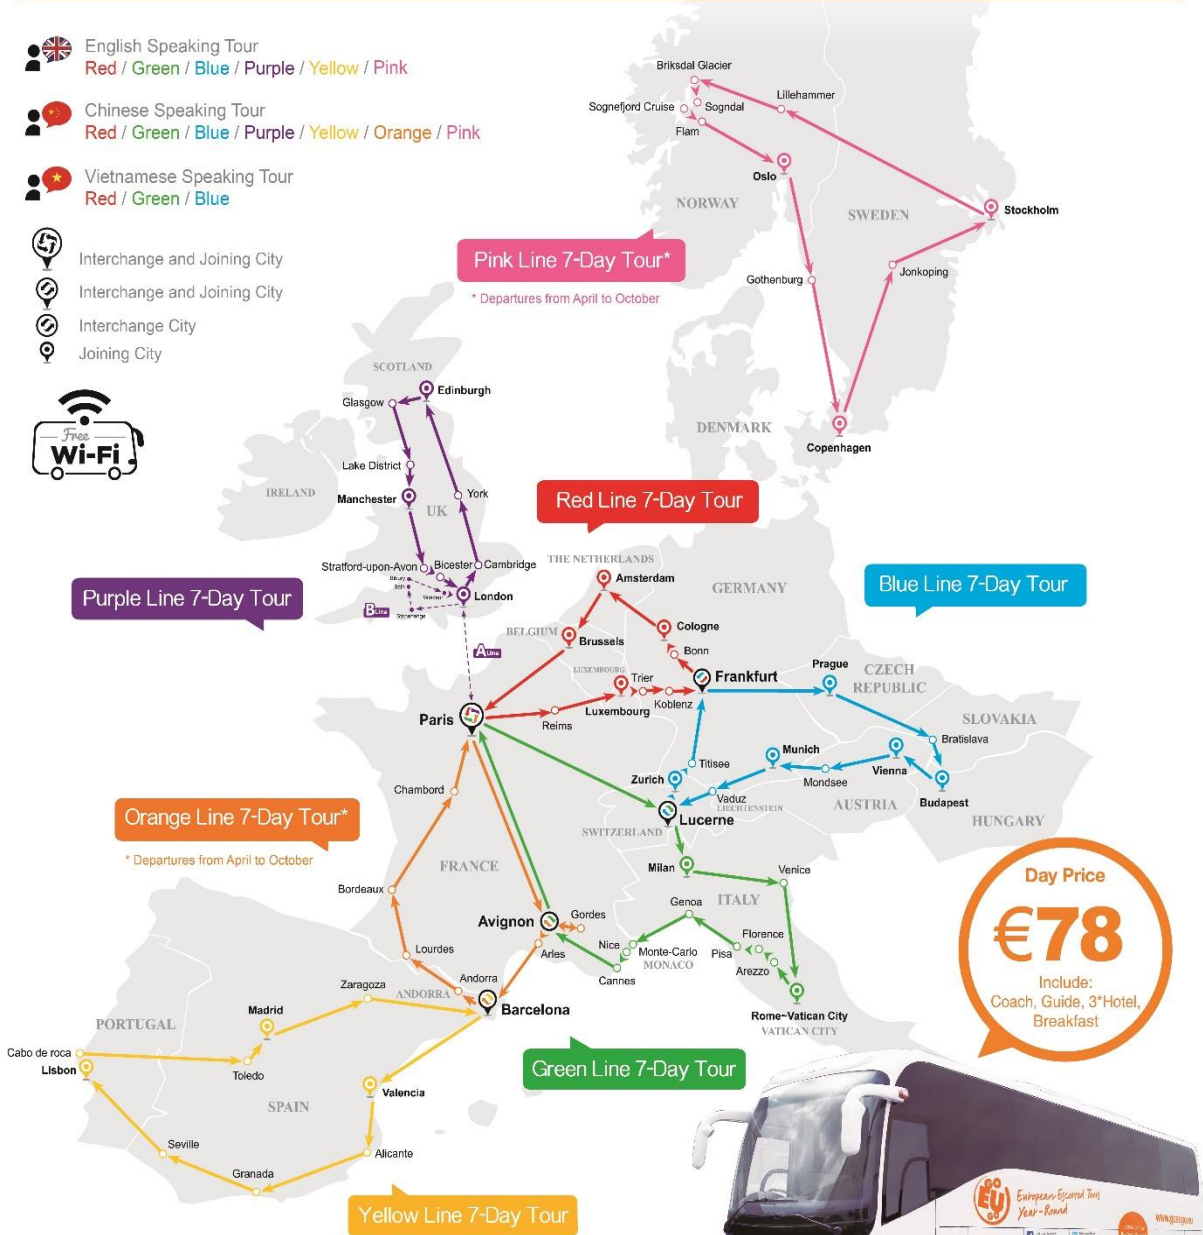 English Speaking Tour
Red / Green / Blue / Purple / Yellow / Pink
Chinese Speaking Tour
Red / Green / Blue / Purple / Yellow / Orange / Pink
Vietnamese Speaking Tour
Red / Green / Blue
Interchange and Joining City
Interchange and Joining City
Interchange City
Joining City
Free
Wi-Fi
Briksdal Glacier
Lillehammer
Sognefjord Cruise
Sogndal
Flam
Oslo
NORWAY
SWEDEN
Stockholm
Pink Line 7-Day Tour*
* Departures from April to October
Gothenburg
Jonkoping
DENMARK
Copenhagen
SCOTLAND
Edinburgh
Glasgow
Lake District
IRELAND
Manchester
York
UK
Stratford-upon-Avon
Bicester
Cambridge
London
Stonehenge
B Line
A Line
Purple Line 7-Day Tour
Red Line 7-Day Tour
THE NETHERLANDS
Amsterdam
GERMANY
Blue Line 7-Day Tour
BELGIUM
Brussels
Cologne
Bonn
LUXEMBOURG
Trier
Frankfurt
Prague
CZECH
REPUBLIC
Paris
Reims
Luxembourg
Koblenz
SLOVAKIA
Bratislava
Titisee
Munich
Vienna
Zurich
Mondsee
Budapest
Chambord
Vaduz
LIECHTENSTEIN
AUSTRIA
HUNGARY
Orange Line 7-Day Tour*
* Departures from April to October
Lucerne
SWITZERLAND
FRANCE
Milan
Venice
Bordeaux
ITALY
Genoa
Avignon
Gordes
Florence
Lourdes
Arles
Nice
Monte-Carlo
MONACO
Pisa
Arezzo
Cannes
Andorra
ANDORRA
Zaragoza
Barcelona
Rome~Vatican City
VATICAN CITY
Madrid
PORTUGAL
Cabo de roca
Lisbon
Toledo
Valencia
SPAIN
Green Line 7-Day Tour
Seville
Alicante
Granada
Yellow Line 7-Day Tour
Day Price
€78
Include:
Coach, Guide, 3*Hotel,
Breakfast
GO
EU
GO
European Escorted Tours
Year-Round